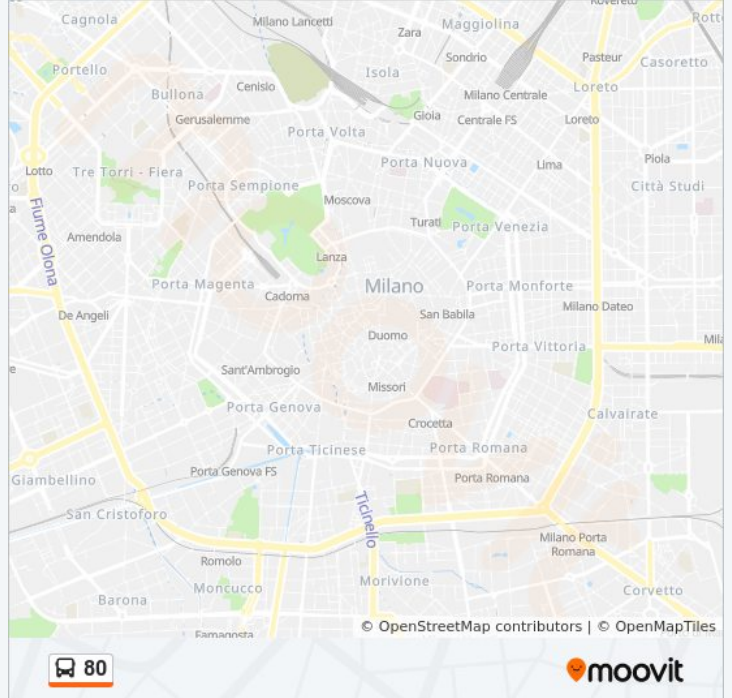 Rovereto
Cagnola
Milano Lancetti
Maggiolina
Rott
Zara
Sondrio
Pasteur
Casoretto
Portello
Isola
Cenisio
Loreto
Bullona
Milano Centrale
Gerusalemme
Gioia
Centrale FS
Loreto
Porta Volta
Lotto
Tre Torri - Fiera
Porta Nuova
Lima
Piola
Porta Sempione
Città Studi
Moscova
Turati
Porta Venezia
Fiume Olona
Amendola
Lanza
Porta Magenta
Milano
Porta Monforte
Cadorna
Milano Dateo
De Angeli
San Babila
Duomo
Porta Vittoria
Mila
Sant'Ambrogio
Missori
Porta Genova
Calvairate
Crocetta
Porta Ticinese
Porta Romana
Porta Genova FS
Porta Romana
Giambellino
San Cristoforo
Ticinello
Milano Porta
Romana
Romolo
Moncucco
Morivione
Corvetto
Barona
Famagosta
© OpenStreetMap contributors | © OpenMapTiles
80
moovit